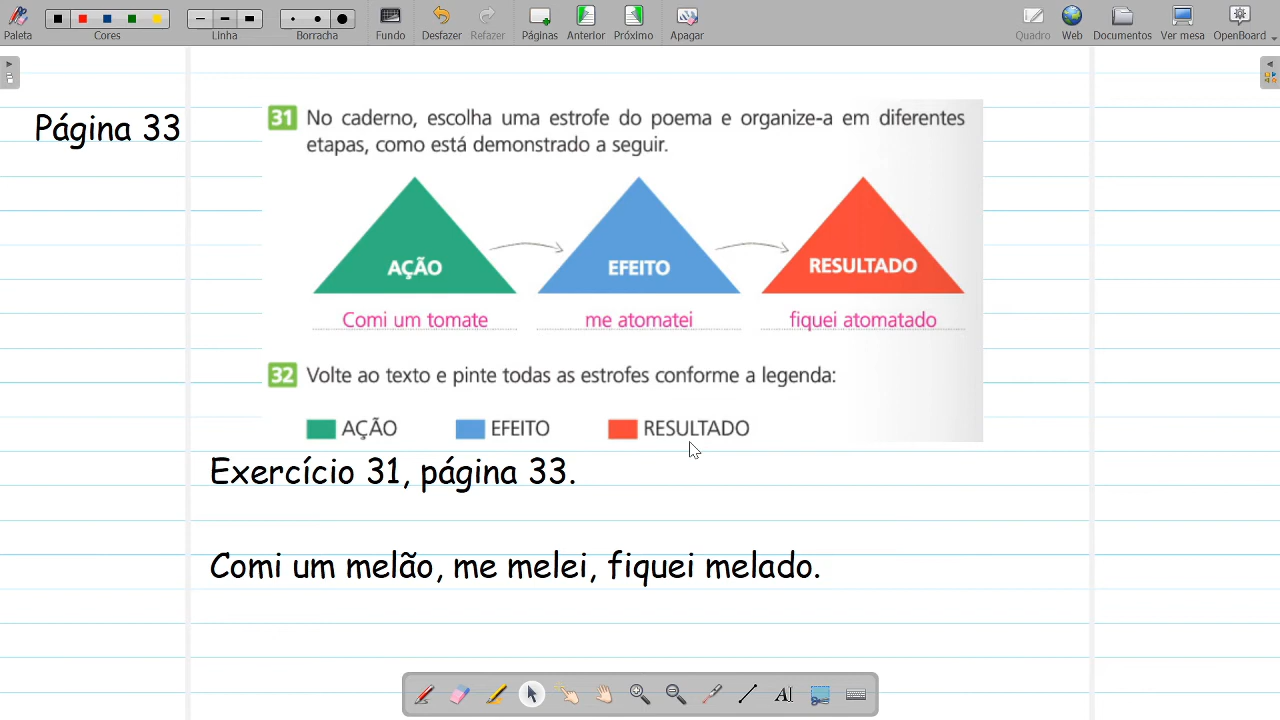 Paleta
Cores
Linha
Borracha
Fundo
Desfazer
Refazer
Páginas
Anterior
Próximo
Apagar
Quadro
Web
Documentos
Ver mesa
OpenBoard
Página 33
31 No caderno, escolha uma estrofe do poema e organize-a em diferentes
etapas, como está demonstrado a seguir.
AÇÃO EFEITO RESULTADO
Comi um tomate me atomatei fiquei atomatado
32 Volte ao texto e pinte todas as estrofes conforme a legenda:
AÇÃO EFEITO RESULTADO
Exercício 31, página 33.
Comi um melão, me melei, fiquei melado.
AI